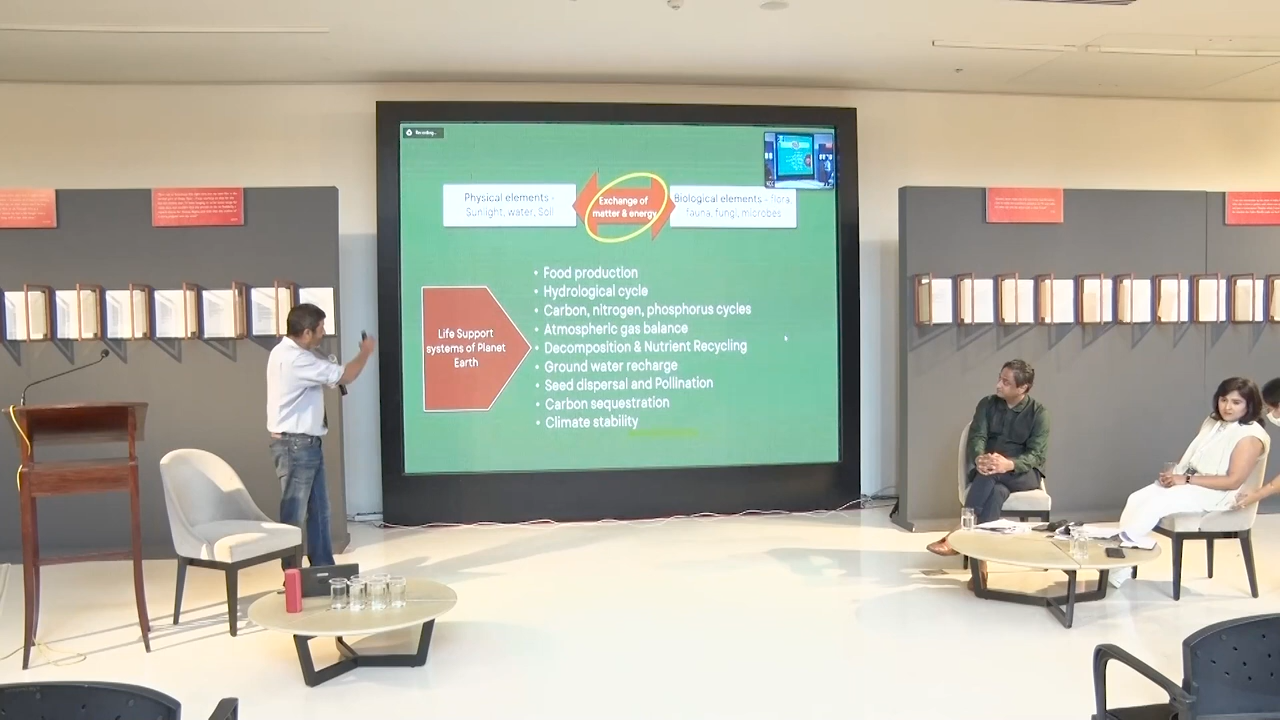 Recording...
Physical elements -
Sunlight, water, Soil
Exchange of
matter & energy
Biological elements - flora,
fauna, fungi, microbes
Life Support
systems of Planet
Earth
• Food production
• Hydrological cycle
• Carbon, nitrogen, phosphorus cycles
• Atmospheric gas balance
• Decomposition & Nutrient Recycling
• Ground water recharge
• Seed dispersal and Pollination
• Carbon sequestration
• Climate stability